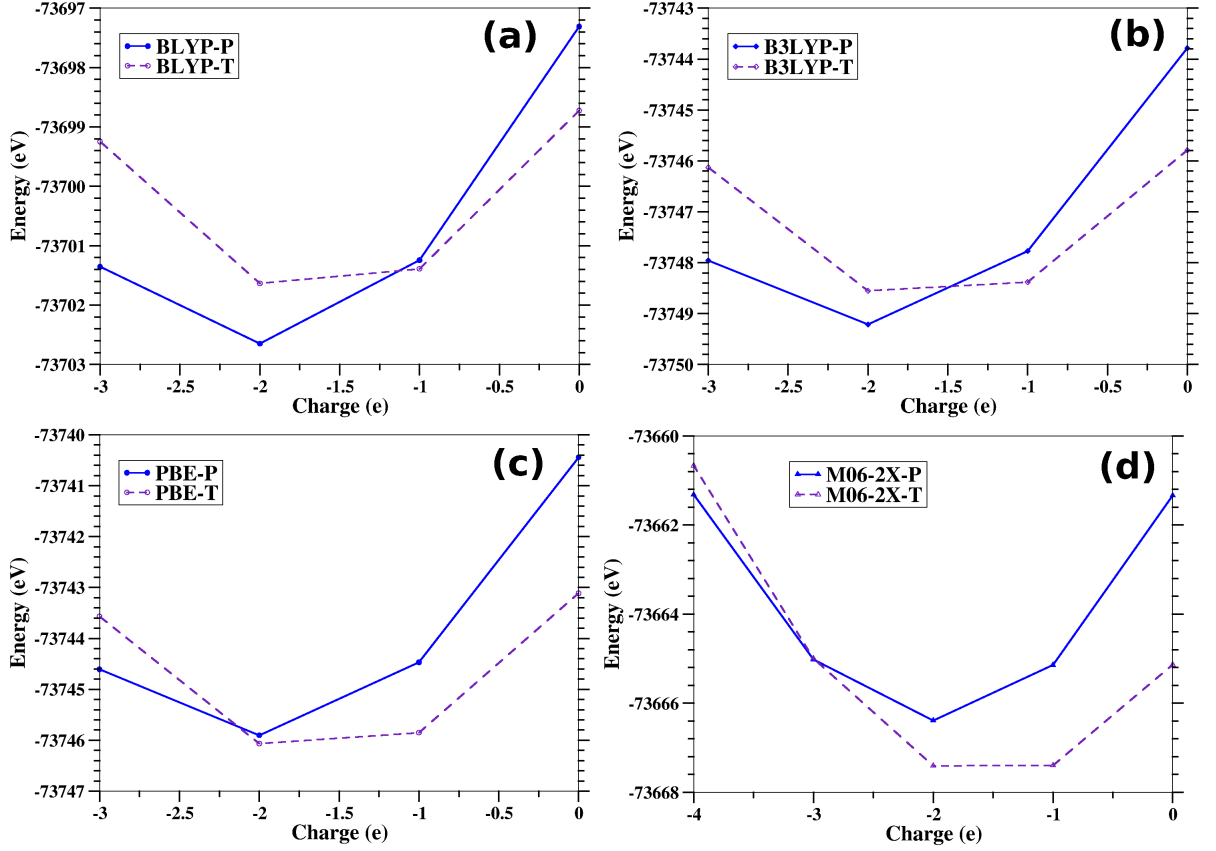 (a)
BLYP-P
BLYP-T
Energy (eV)
-73697
-73698
-73699
-73700
-73701
-73702
-73703
-3 -2.5 -2 -1.5 -1 -0.5 0
Charge (e)
(b)
B3LYP-P
B3LYP-T
Energy (eV)
-73743
-73744
-73745
-73746
-73747
-73748
-73749
-73750
-3 -2.5 -2 -1.5 -1 -0.5 0
Charge (e)
(c)
PBE-P
PBE-T
Energy (eV)
-73740
-73741
-73742
-73743
-73744
-73745
-73746
-73747
-3 -2.5 -2 -1.5 -1 -0.5 0
Charge (e)
(d)
M06-2X-P
M06-2X-T
Energy (eV)
-73660
-73662
-73664
-73666
-73668
-4 -3 -2 -1 0
Charge (e)